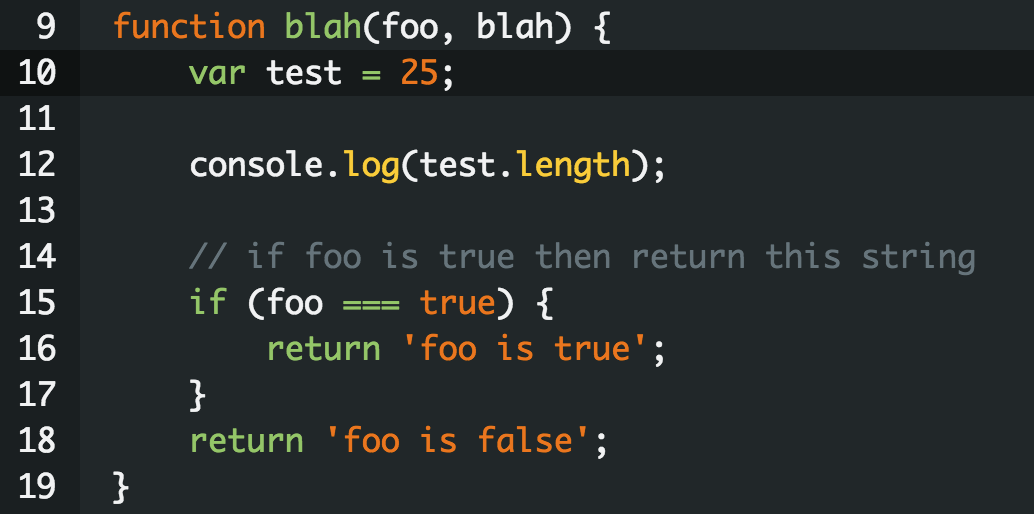 9 function blah(foo, blah) {
10     var test = 25;
11
12     console.log(test.length);
13
14     // if foo is true then return this string
15     if (foo === true) {
16         return 'foo is true';
17     }
18     return 'foo is false';
19 }